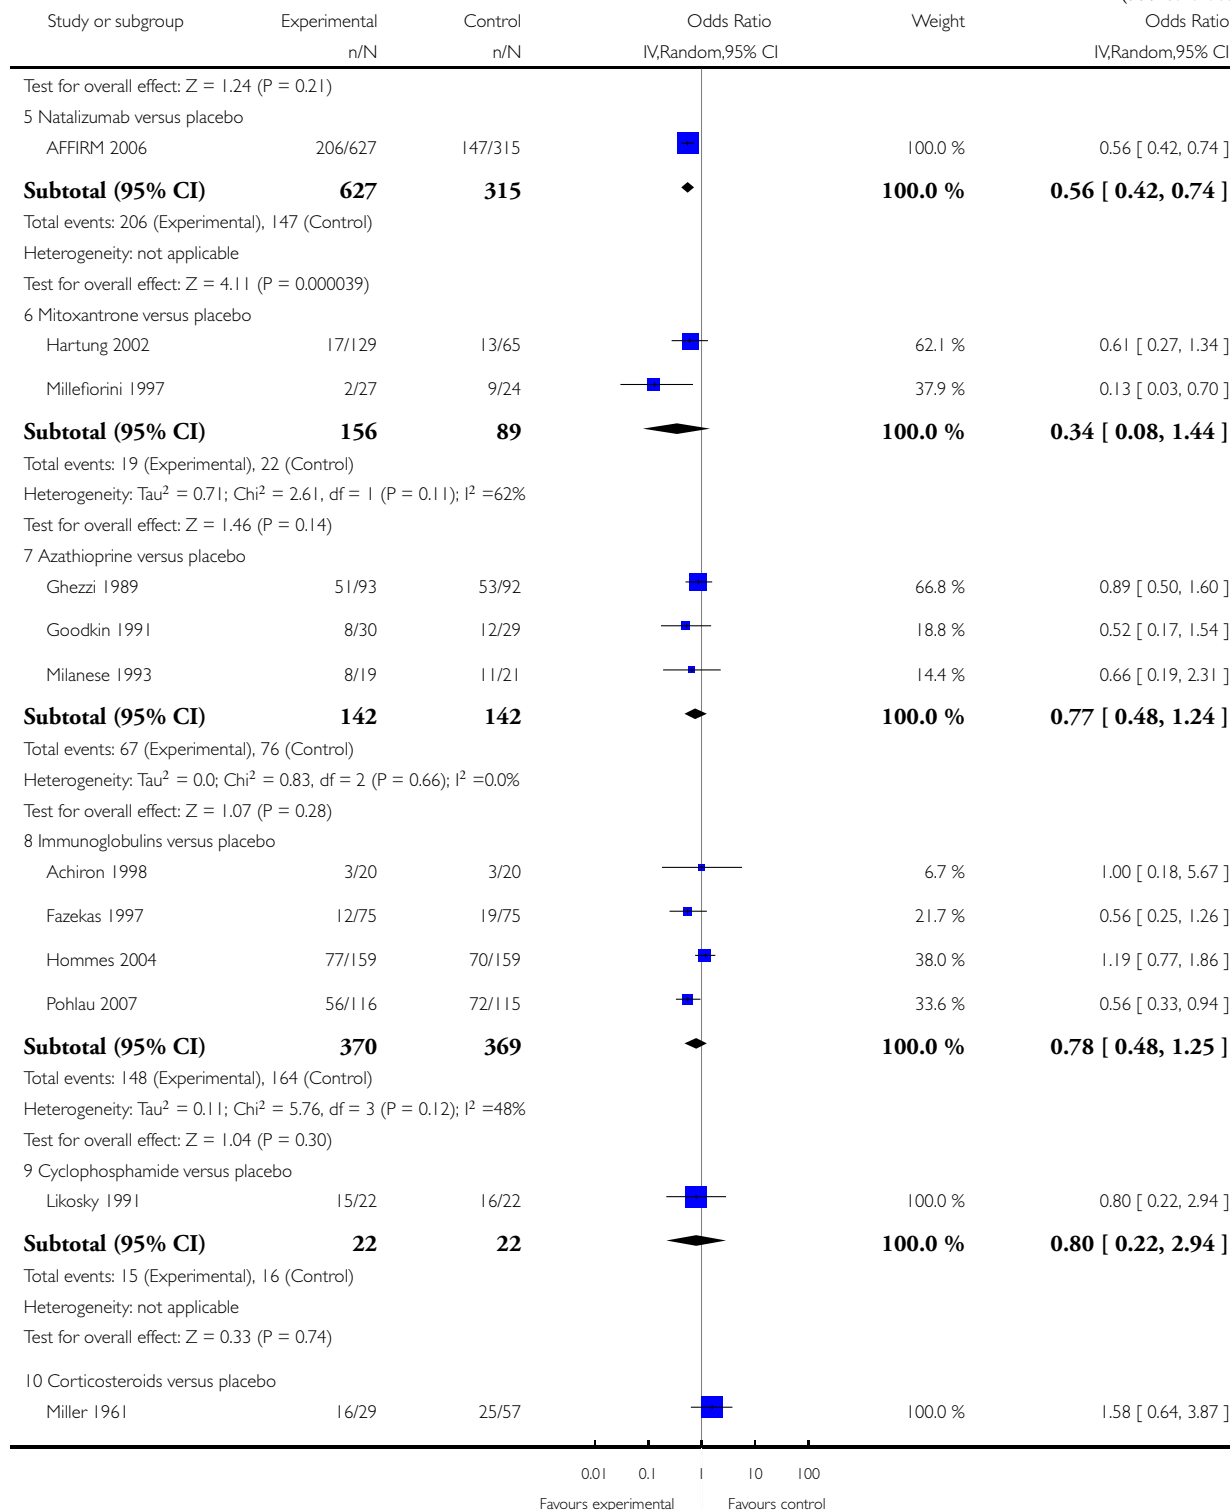 Study or subgroup Experimental Control Odds Ratio Weight Odds Ratio
n/N n/N IV,Random,95% CI IV,Random,95% CI
Test for overall effect: Z = 1.24 (P = 0.21)
5 Natalizumab versus placebo
AFFIRM 2006 206/627 147/315 100.0 % 0.56 [ 0.42, 0.74 ]
Subtotal (95% CI) 627 315 100.0 % 0.56 [ 0.42, 0.74 ]
Total events: 206 (Experimental), 147 (Control)
Heterogeneity: not applicable
Test for overall effect: Z = 4.11 (P = 0.000039)
6 Mitoxantrone versus placebo
Hartung 2002 17/129 13/65 62.1 % 0.61 [ 0.27, 1.34 ]
Millefiorini 1997 2/27 9/24 37.9 % 0.13 [ 0.03, 0.70 ]
Subtotal (95% CI) 156 89 100.0 % 0.34 [ 0.08, 1.44 ]
Total events: 19 (Experimental), 22 (Control)
Heterogeneity: Tau² = 0.71; Chi² = 2.61, df = 1 (P = 0.11); I² =62%
Test for overall effect: Z = 1.46 (P = 0.14)
7 Azathioprine versus placebo
Ghezzi 1989 51/93 53/92 66.8 % 0.89 [ 0.50, 1.60 ]
Goodkin 1991 8/30 12/29 18.8 % 0.52 [ 0.17, 1.54 ]
Milanese 1993 8/19 11/21 14.4 % 0.66 [ 0.19, 2.31 ]
Subtotal (95% CI) 142 142 100.0 % 0.77 [ 0.48, 1.24 ]
Total events: 67 (Experimental), 76 (Control)
Heterogeneity: Tau² = 0.0; Chi² = 0.83, df = 2 (P = 0.66); I² =0.0%
Test for overall effect: Z = 1.07 (P = 0.28)
8 Immunoglobulins versus placebo
Achiron 1998 3/20 3/20 6.7 % 1.00 [ 0.18, 5.67 ]
Fazekas 1997 12/75 19/75 21.7 % 0.56 [ 0.25, 1.26 ]
Hommes 2004 77/159 70/159 38.0 % 1.19 [ 0.77, 1.86 ]
Pohlau 2007 56/116 72/115 33.6 % 0.56 [ 0.33, 0.94 ]
Subtotal (95% CI) 370 369 100.0 % 0.78 [ 0.48, 1.25 ]
Total events: 148 (Experimental), 164 (Control)
Heterogeneity: Tau² = 0.11; Chi² = 5.76, df = 3 (P = 0.12); I² =48%
Test for overall effect: Z = 1.04 (P = 0.30)
9 Cyclophosphamide versus placebo
Likosky 1991 15/22 16/22 100.0 % 0.80 [ 0.22, 2.94 ]
Subtotal (95% CI) 22 22 100.0 % 0.80 [ 0.22, 2.94 ]
Total events: 15 (Experimental), 16 (Control)
Heterogeneity: not applicable
Test for overall effect: Z = 0.33 (P = 0.74)
10 Corticosteroids versus placebo
Miller 1961 16/29 25/57 100.0 % 1.58 [ 0.64, 3.87 ]
0.01 0.1 1 10 100
Favours experimental Favours control